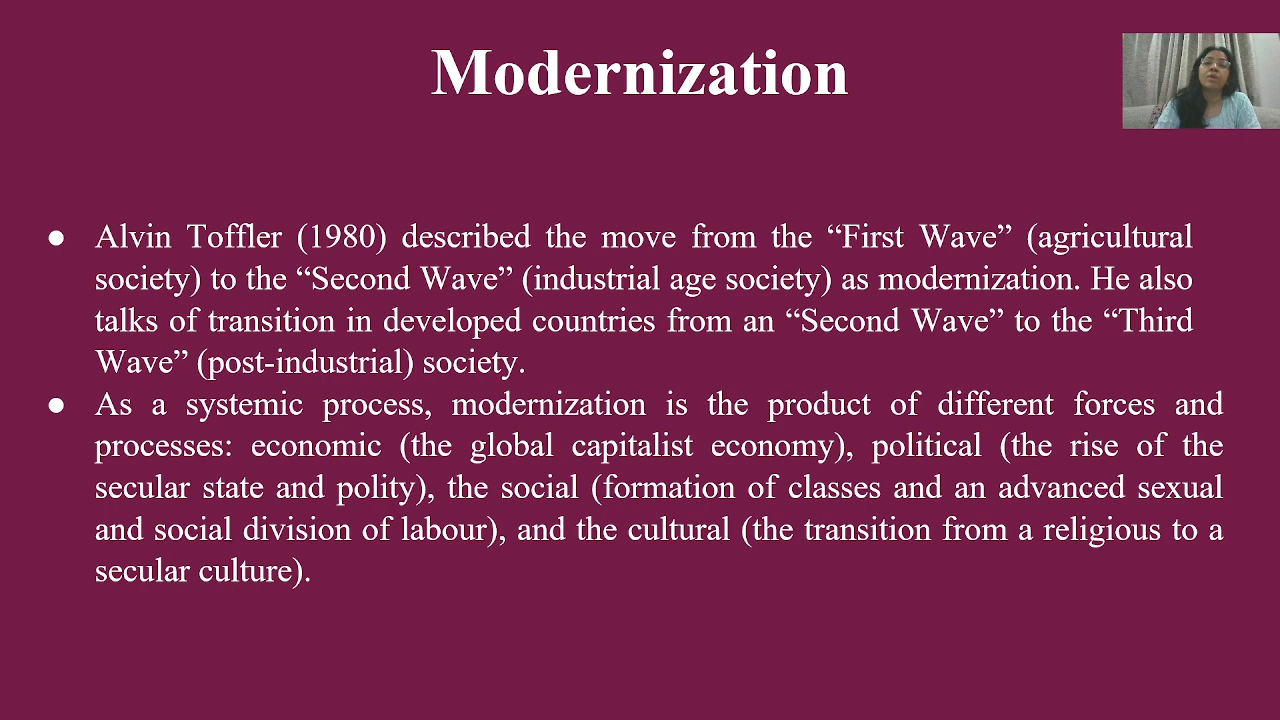 Modernization
● Alvin Toffler (1980) described the move from the “First Wave” (agricultural
society) to the “Second Wave” (industrial age society) as modernization. He also
talks of transition in developed countries from an “Second Wave” to the “Third
Wave” (post-industrial) society.
● As a systemic process, modernization is the product of different forces and
processes: economic (the global capitalist economy), political (the rise of the
secular state and polity), the social (formation of classes and an advanced sexual
and social division of labour), and the cultural (the transition from a religious to a
secular culture).